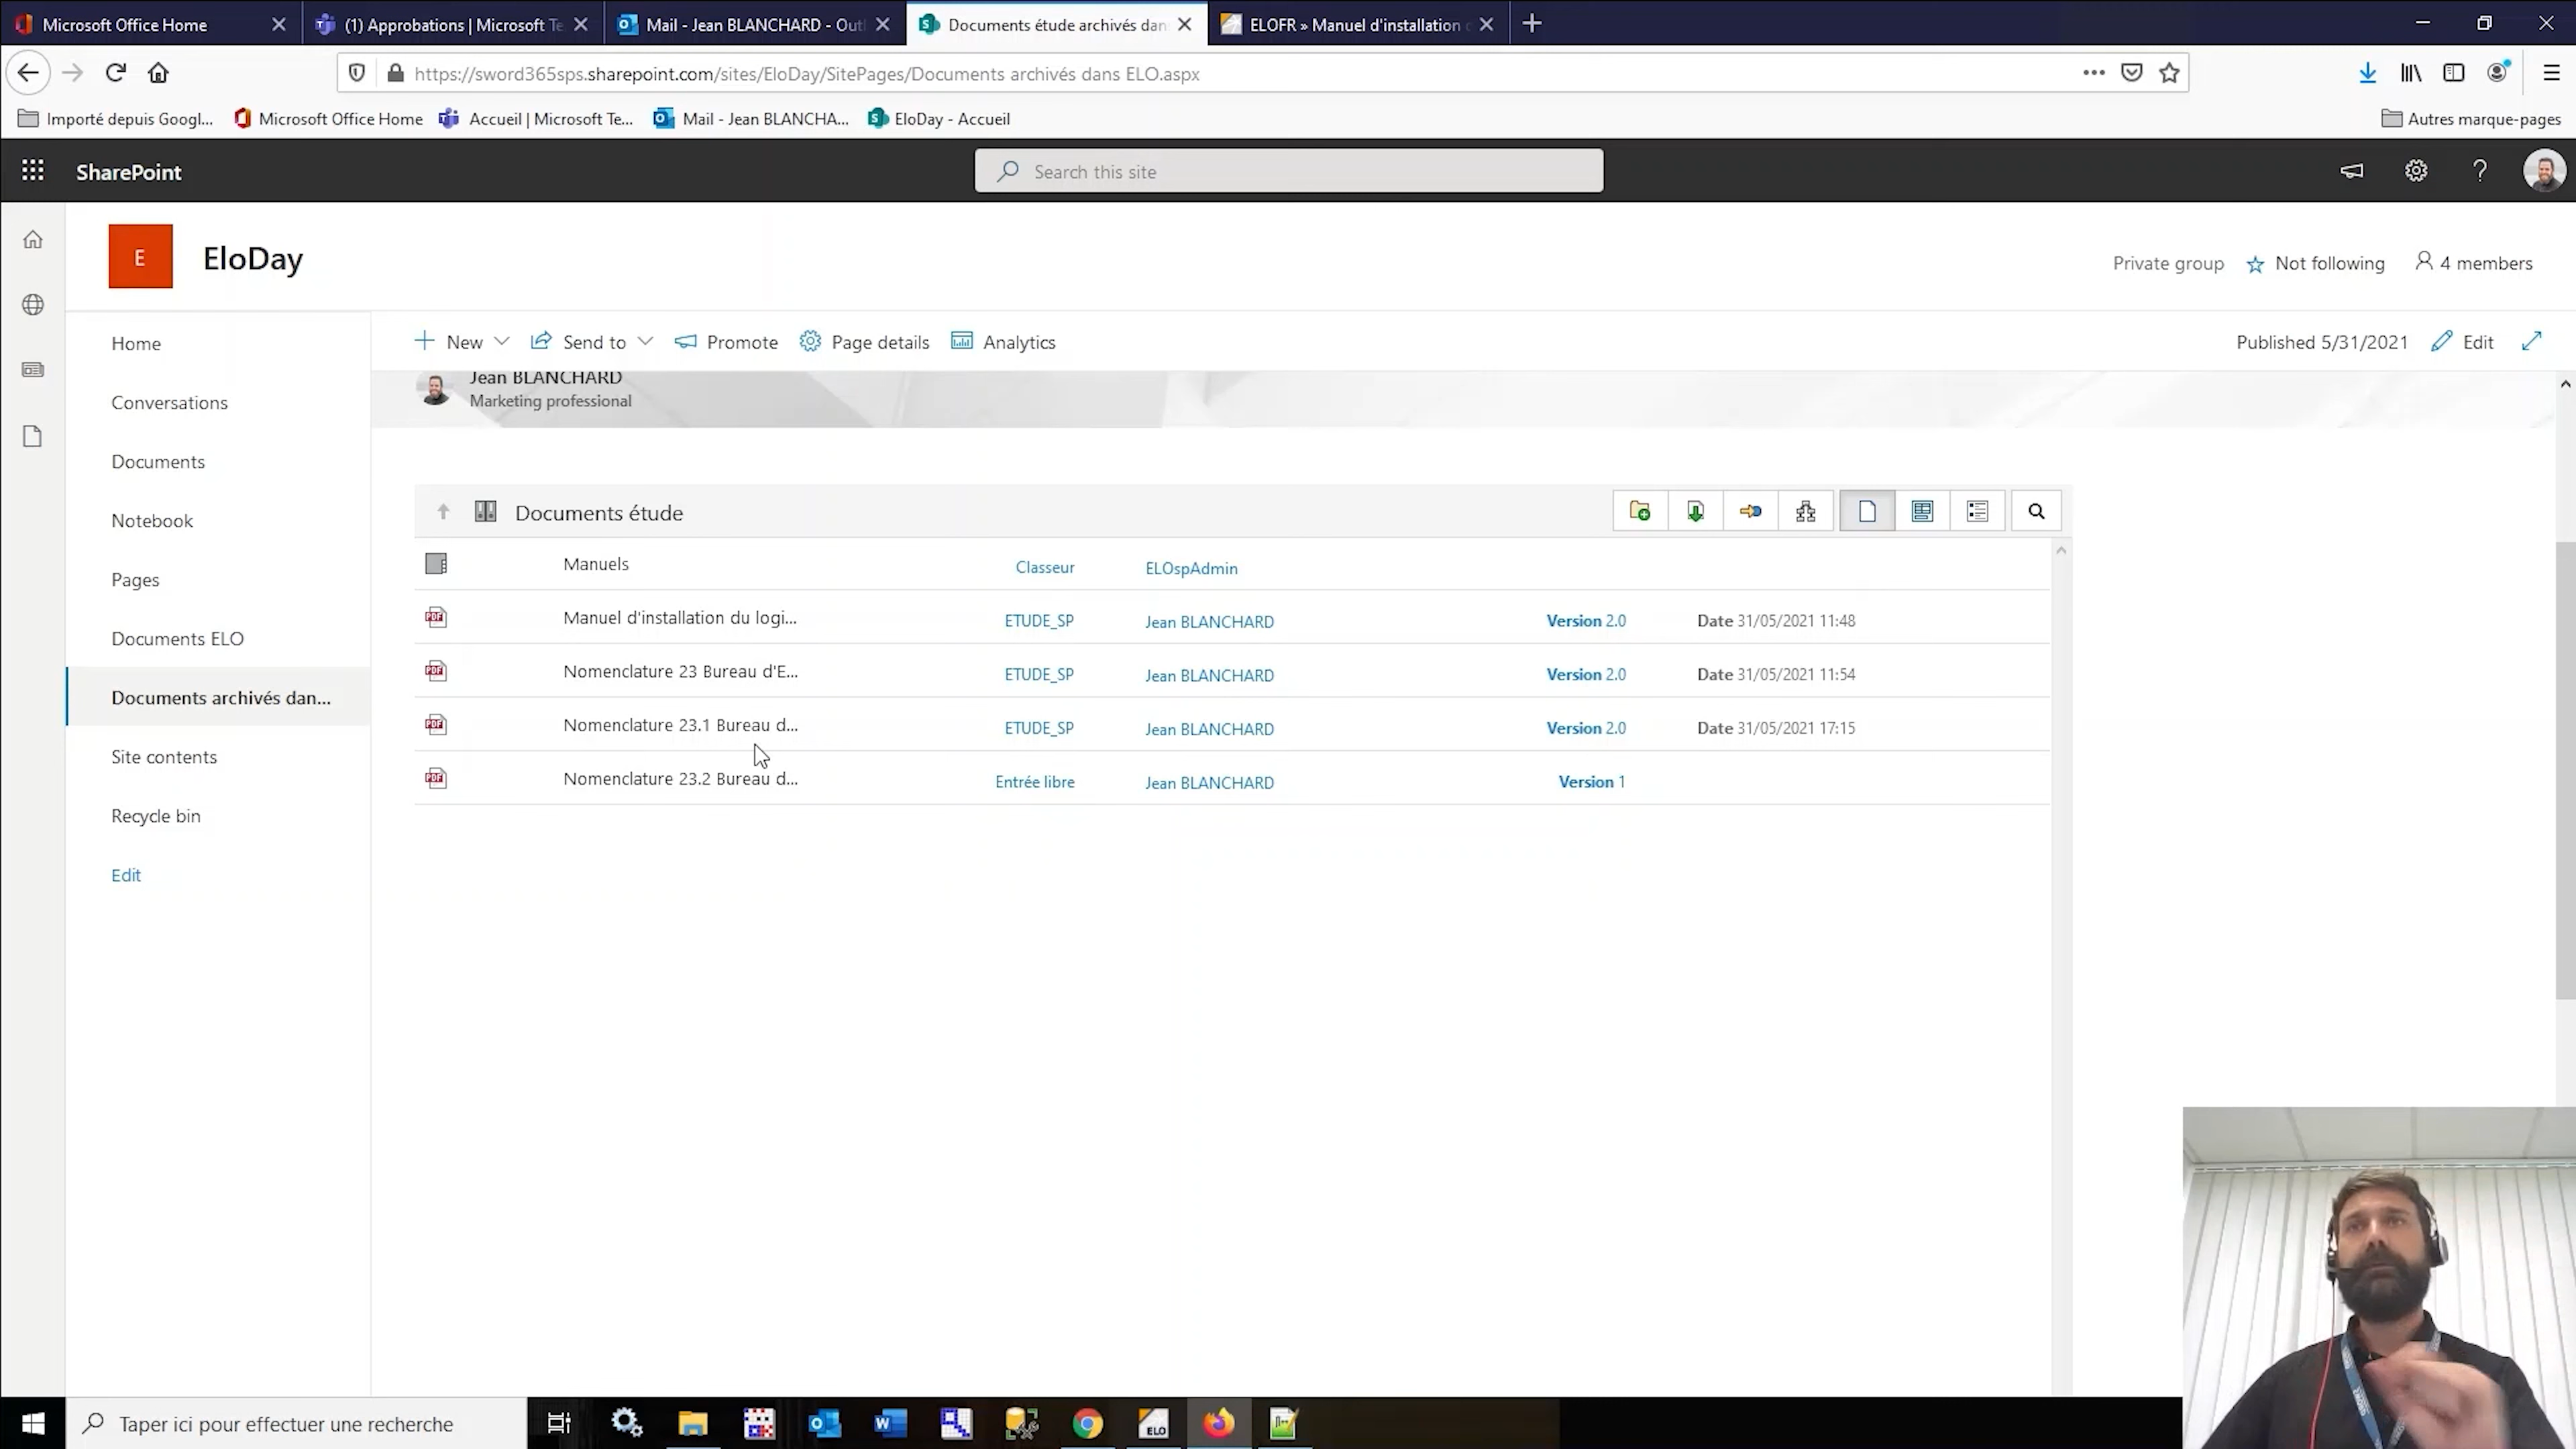 Microsoft Office Home
(1) Approbations | Microsoft Te
Mail - Jean BLANCHARD - Out
Documents étude archivés dan
ELOFR » Manuel d'installation
https://sword365sps.sharepoint.com/sites/EloDay/SitePages/Documents archivés dans ELO.aspx
Importé depuis Googl...
Microsoft Office Home
Accueil | Microsoft Te...
Mail - Jean BLANCHA...
EloDay - Accueil
Autres marque-pages
SharePoint
Search this site
E
EloDay
Private group
Not following
4 members
Home
Conversations
Documents
Notebook
Pages
Documents ELO
Documents archivés dan...
Site contents
Recycle bin
Edit
New
Send to
Promote
Page details
Analytics
Published 5/31/2021
Edit
Jean BLANCHARD
Marketing professional
Documents étude
Manuels Classeur ELOspAdmin
PDF Manuel d'installation du logi... ETUDE_SP Jean BLANCHARD Version 2.0 Date 31/05/2021 11:48
PDF Nomenclature 23 Bureau d'E... ETUDE_SP Jean BLANCHARD Version 2.0 Date 31/05/2021 11:54
PDF Nomenclature 23.1 Bureau d... ETUDE_SP Jean BLANCHARD Version 2.0 Date 31/05/2021 17:15
PDF Nomenclature 23.2 Bureau d... Entrée libre Jean BLANCHARD Version 1
Taper ici pour effectuer une recherche
ELO